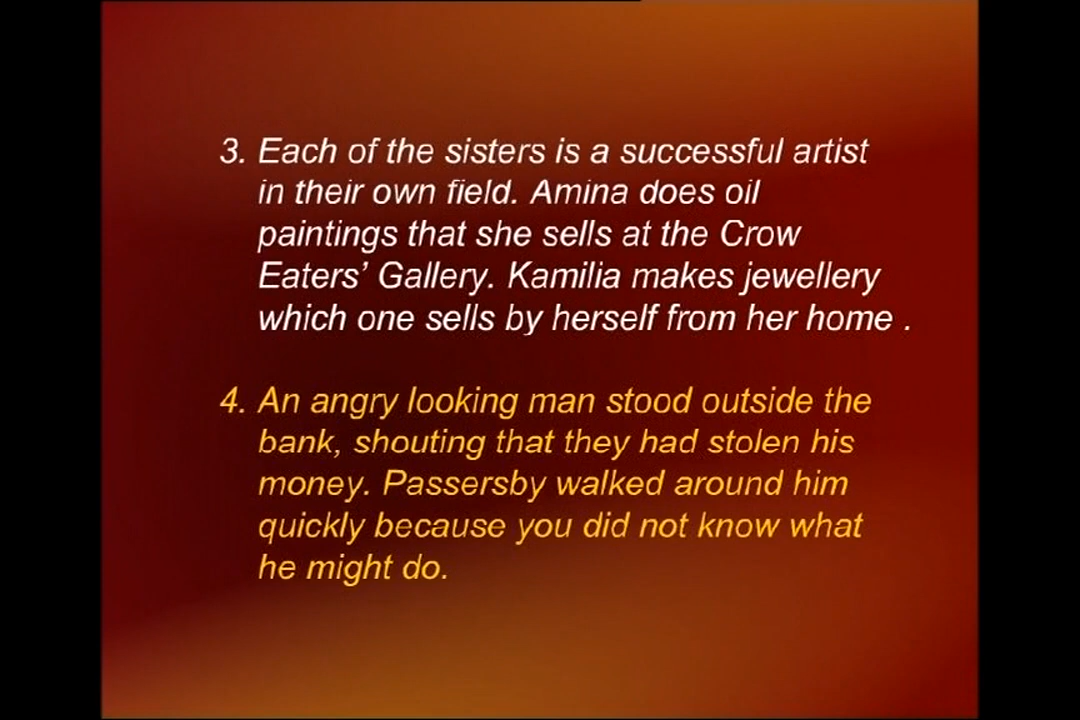 3. Each of the sisters is a successful artist
in their own field. Amina does oil
paintings that she sells at the Crow
Eaters’ Gallery. Kamilia makes jewellery
which one sells by herself from her home .
4. An angry looking man stood outside the
bank, shouting that they had stolen his
money. Passersby walked around him
quickly because you did not know what
he might do.